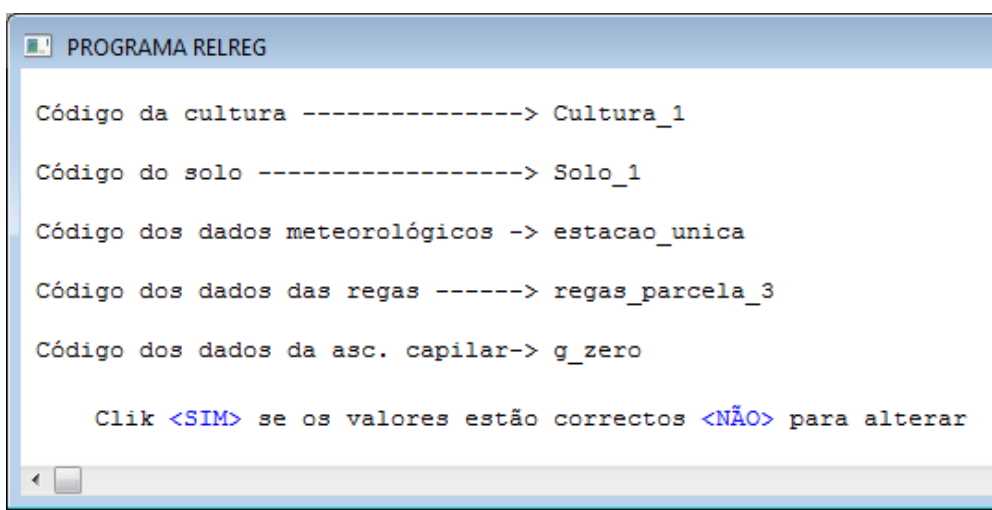 PROGRAMA RELREG
Código da cultura ---------------> Cultura_1
Código do solo ------------------> Solo_1
Código dos dados meteorológicos -> estacao_unica
Código dos dados das regas ------> regas_parcela_3
Código dos dados da asc. capilar-> g_zero
Clik <SIM> se os valores estão correctos <NÃO> para alterar